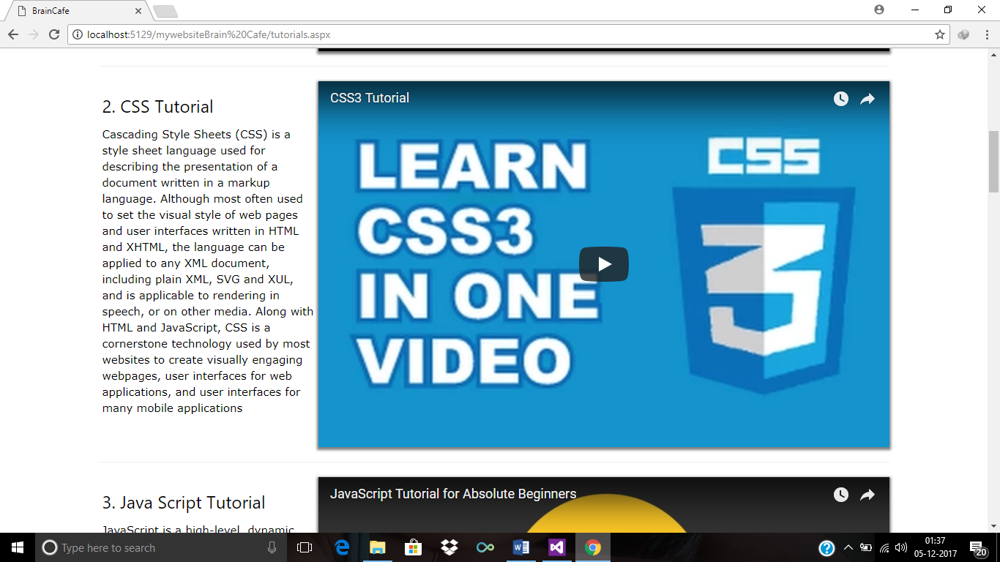 BrainCafe
localhost:5129/mywebsiteBrain%20Cafe/tutorials.aspx
2. CSS Tutorial
Cascading Style Sheets (CSS) is a
style sheet language used for
describing the presentation of a
document written in a markup
language. Although most often used
to set the visual style of web pages
and user interfaces written in HTML
and XHTML, the language can be
applied to any XML document,
including plain XML, SVG and XUL,
and is applicable to rendering in
speech, or on other media. Along with
HTML and JavaScript, CSS is a
cornerstone technology used by most
websites to create visually engaging
webpages, user interfaces for web
applications, and user interfaces for
many mobile applications
CSS3 Tutorial
LEARN
CSS3
IN ONE
VIDEO
CSS
3
3. Java Script Tutorial
JavaScript is a high-level, dynamic
JavaScript Tutorial for Absolute Beginners
Type here to search
01:37
05-12-2017
20